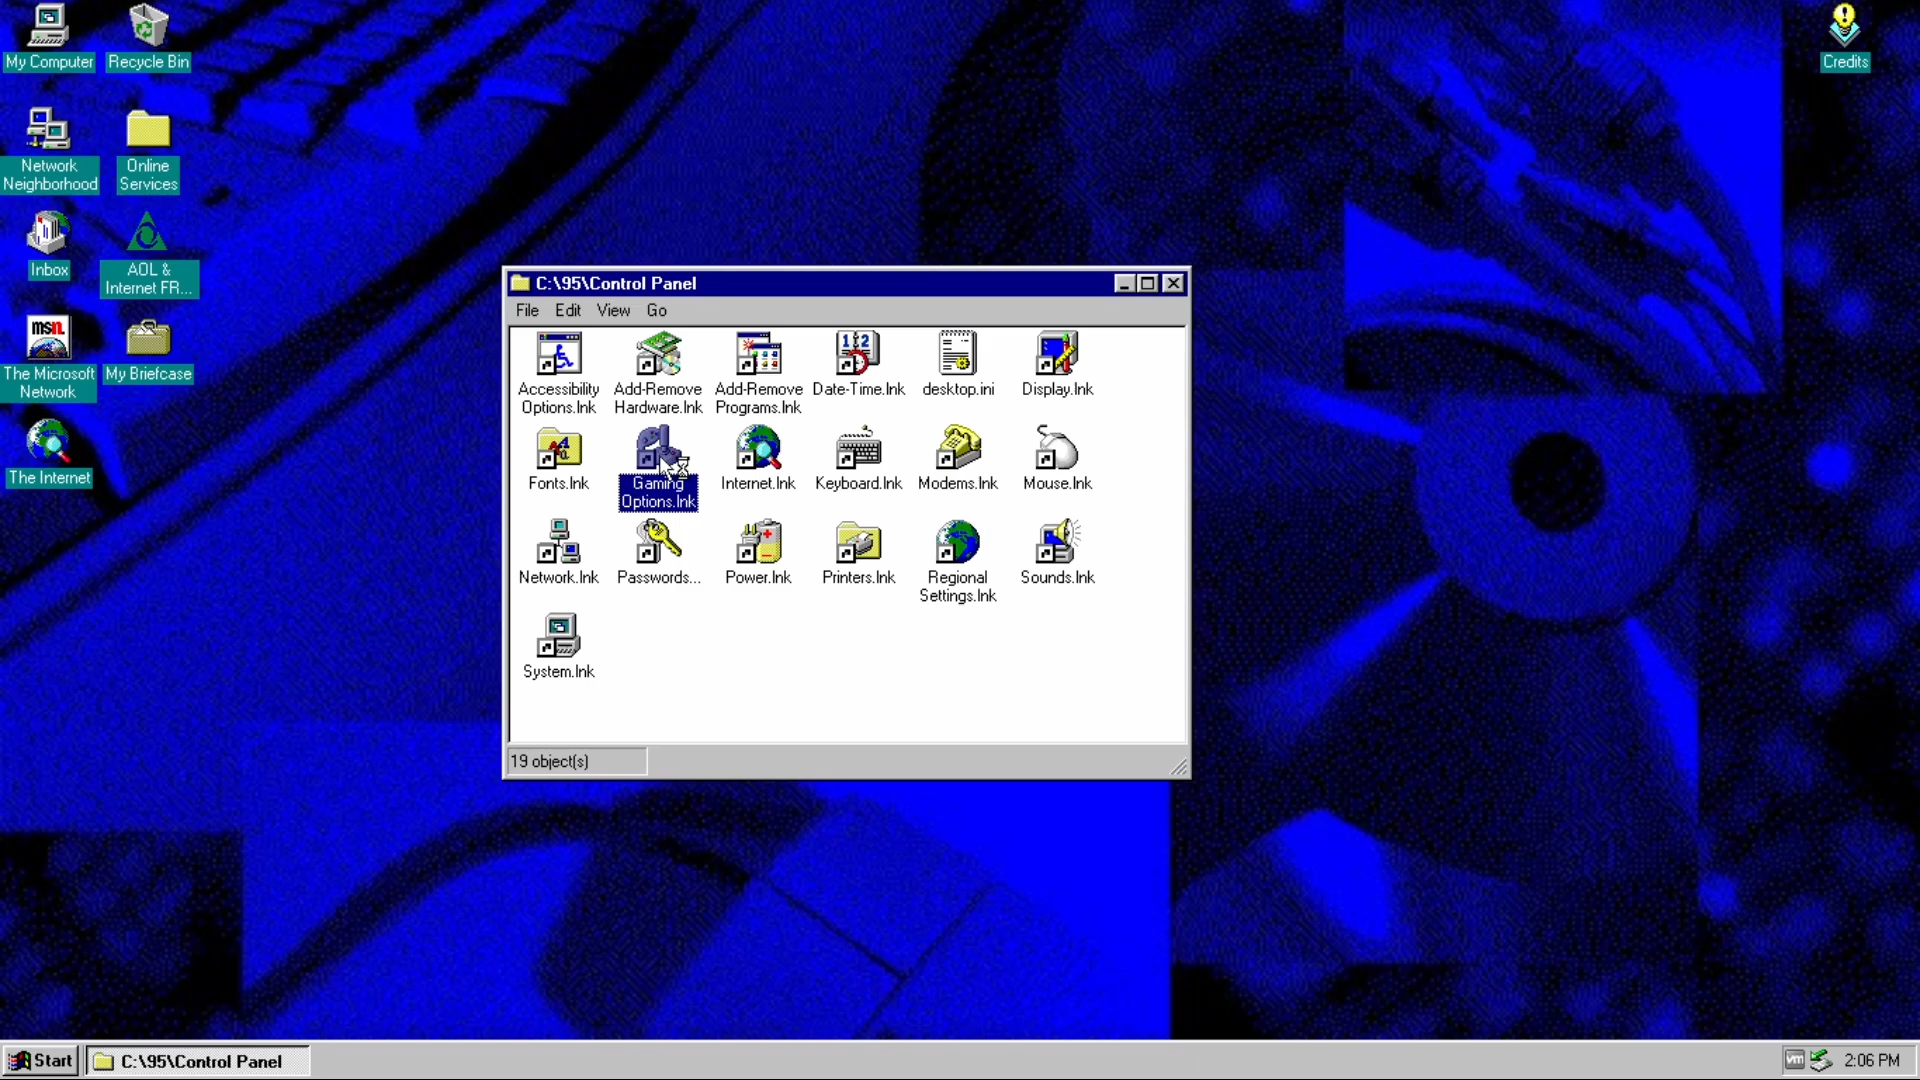 My Computer
Recycle Bin
Network
Neighborhood
Online
Services
Inbox
AOL &
Internet FR...
msn.
The Microsoft
Network
My Briefcase
The Internet
Credits
C:\95\Control Panel
File Edit View Go
Accessibility
Options.lnk
Add-Remove
Hardware.lnk
Add-Remove
Programs.lnk
Date-Time.lnk
desktop.ini
Display.lnk
Fonts.lnk
Gaming
Options.lnk
Internet.lnk
Keyboard.lnk
Modems.lnk
Mouse.lnk
Network.lnk
Passwords...
Power.lnk
Printers.lnk
Regional
Settings.lnk
Sounds.lnk
System.lnk
19 object(s)
Start
C:\95\Control Panel
vm
2:06 PM